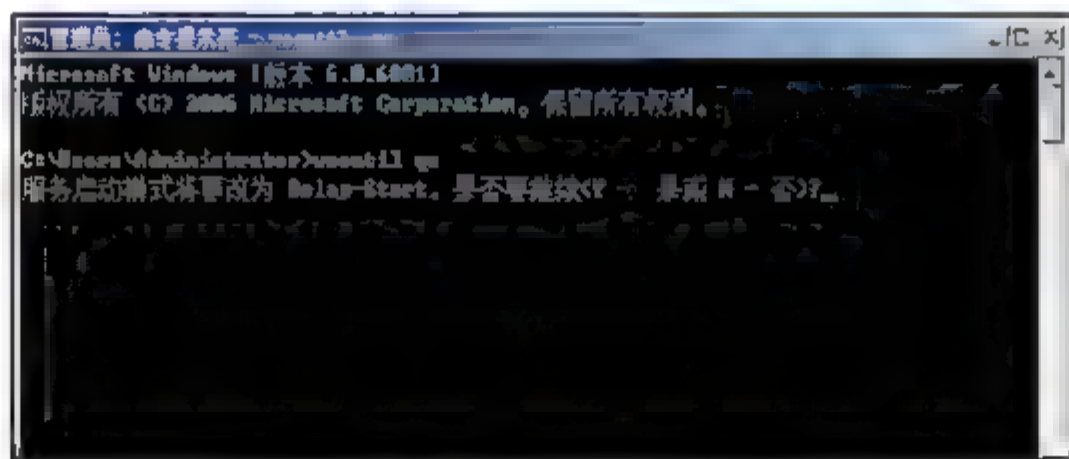 管理员: 命令提示符 - wecutil qc
Microsoft Windows [版本 6.0.6001]
版权所有 (C) 2006 Microsoft Corporation。保留所有权利。
C:\Users\Administrator>wecutil qc
服务启动模式将更改为 Delay-Start。是否要继续(Y - 是或 N - 否)?